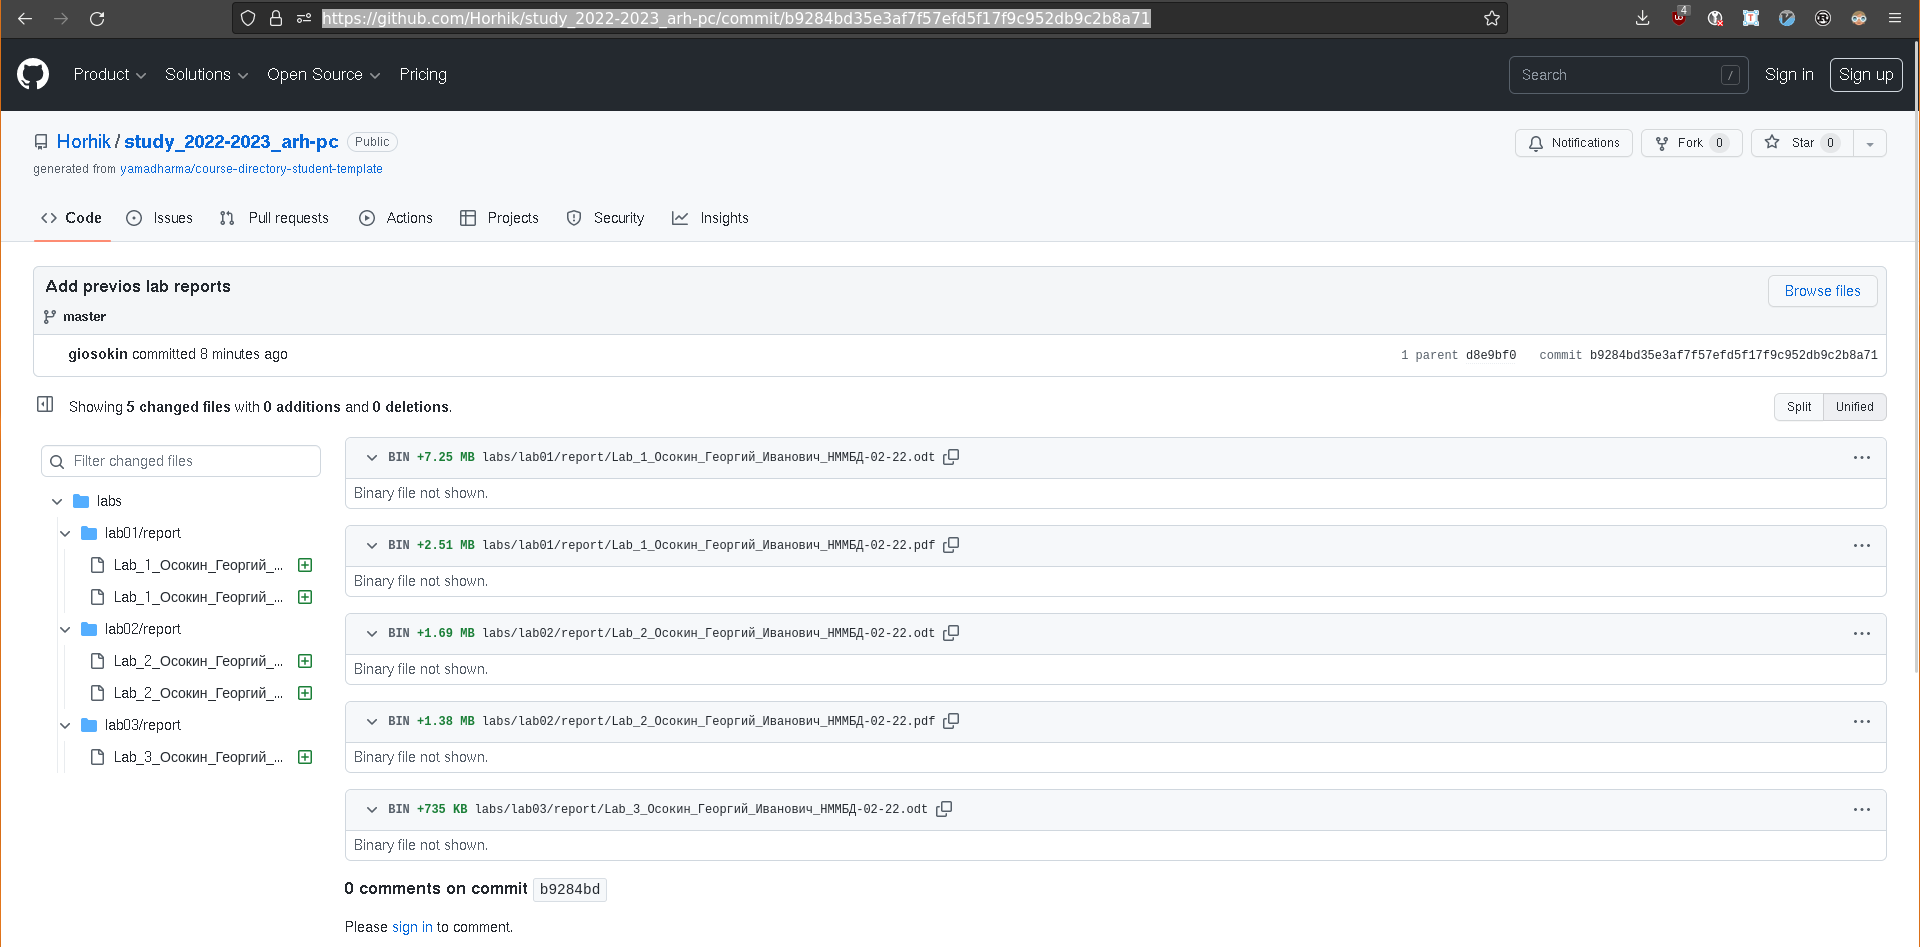 https://github.com/Horhik/study_2022-2023_arh-pc/commit/b9284bd35e3af7f57efd5f17f9c952db9c2b8a71
4
Product Solutions Open Source Pricing
Search /
Sign in
Sign up
Horhik / study_2022-2023_arh-pc Public
Notifications Fork 0 Star 0
generated from yamadharma/course-directory-student-template
Code Issues Pull requests Actions Projects Security Insights
Add previos lab reports
Browse files
master
giosokin committed 8 minutes ago
1 parent d8e9bf0 commit b9284bd35e3af7f57efd5f17f9c952db9c2b8a71
Showing 5 changed files with 0 additions and 0 deletions.
Split Unified
Filter changed files
labs
lab01/report
Lab_1_Осокин_Георгий_...
Lab_1_Осокин_Георгий_...
lab02/report
Lab_2_Осокин_Георгий_...
Lab_2_Осокин_Георгий_...
lab03/report
Lab_3_Осокин_Георгий_...
BIN +7.25 MB labs/lab01/report/Lab_1_Осокин_Георгий_Иванович_НММБД-02-22.odt
Binary file not shown.
BIN +2.51 MB labs/lab01/report/Lab_1_Осокин_Георгий_Иванович_НММБД-02-22.pdf
Binary file not shown.
BIN +1.69 MB labs/lab02/report/Lab_2_Осокин_Георгий_Иванович_НММБД-02-22.odt
Binary file not shown.
BIN +1.38 MB labs/lab02/report/Lab_2_Осокин_Георгий_Иванович_НММБД-02-22.pdf
Binary file not shown.
BIN +735 KB labs/lab03/report/Lab_3_Осокин_Георгий_Иванович_НММБД-02-22.odt
Binary file not shown.
0 comments on commit b9284bd
Please sign in to comment.